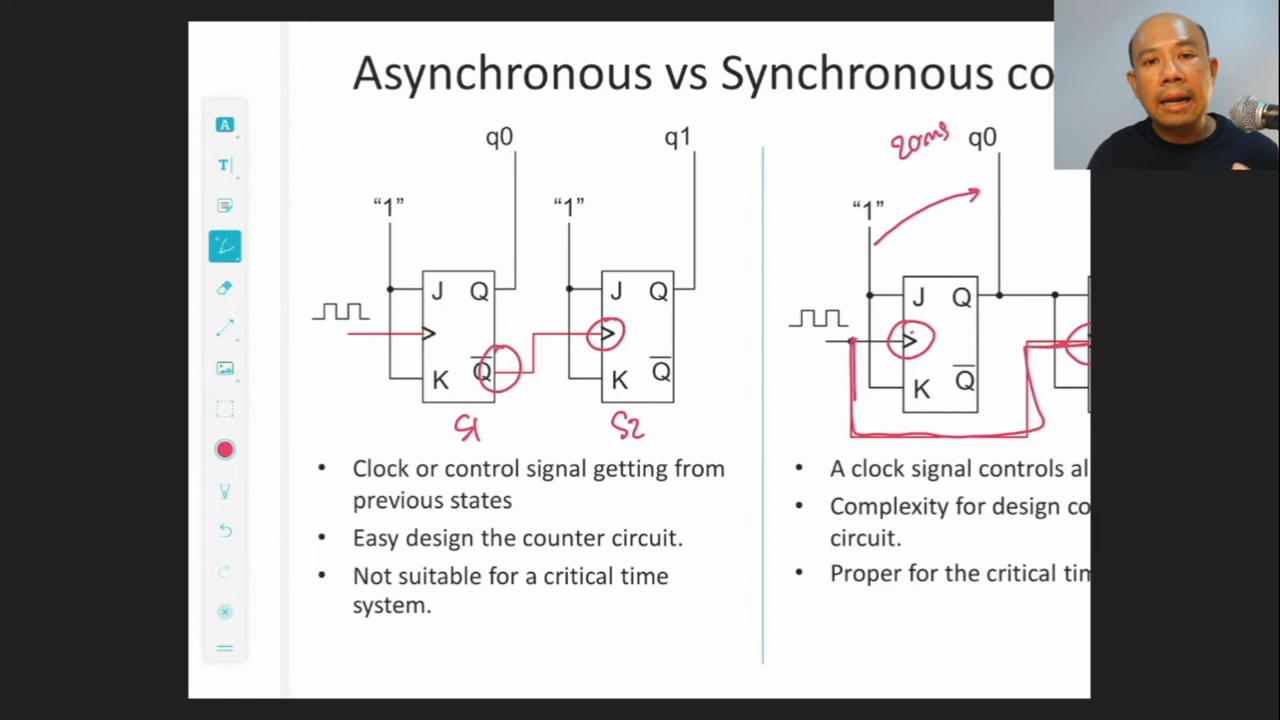 Asynchronous vs Synchronous co
q0
q1
20ms
q0
"1"
"1"
"1"
J Q
J Q
J Q
K Q
K Q
K Q
S1
S2
• Clock or control signal getting from
previous states
• Easy design the counter circuit.
• Not suitable for a critical time
system.
• A clock signal controls al
• Complexity for design co
circuit.
• Proper for the critical tim
A
T